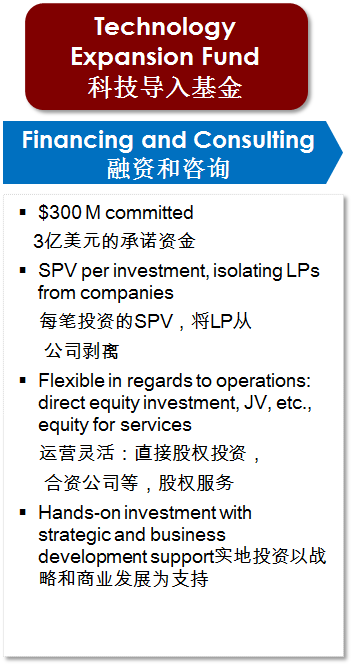 Technology
Expansion Fund
科技导入基金
Financing and Consulting
融资和咨询
▪ $300 M committed
3亿美元的承诺资金
▪ SPV per investment, isolating LPs
from companies
每笔投资的SPV，将LP从
公司剥离
▪ Flexible in regards to operations:
direct equity investment, JV, etc.,
equity for services
运营灵活：直接股权投资，
合资公司等，股权服务
▪ Hands-on investment with
strategic and business
development support实地投资以战
略和商业发展为支持